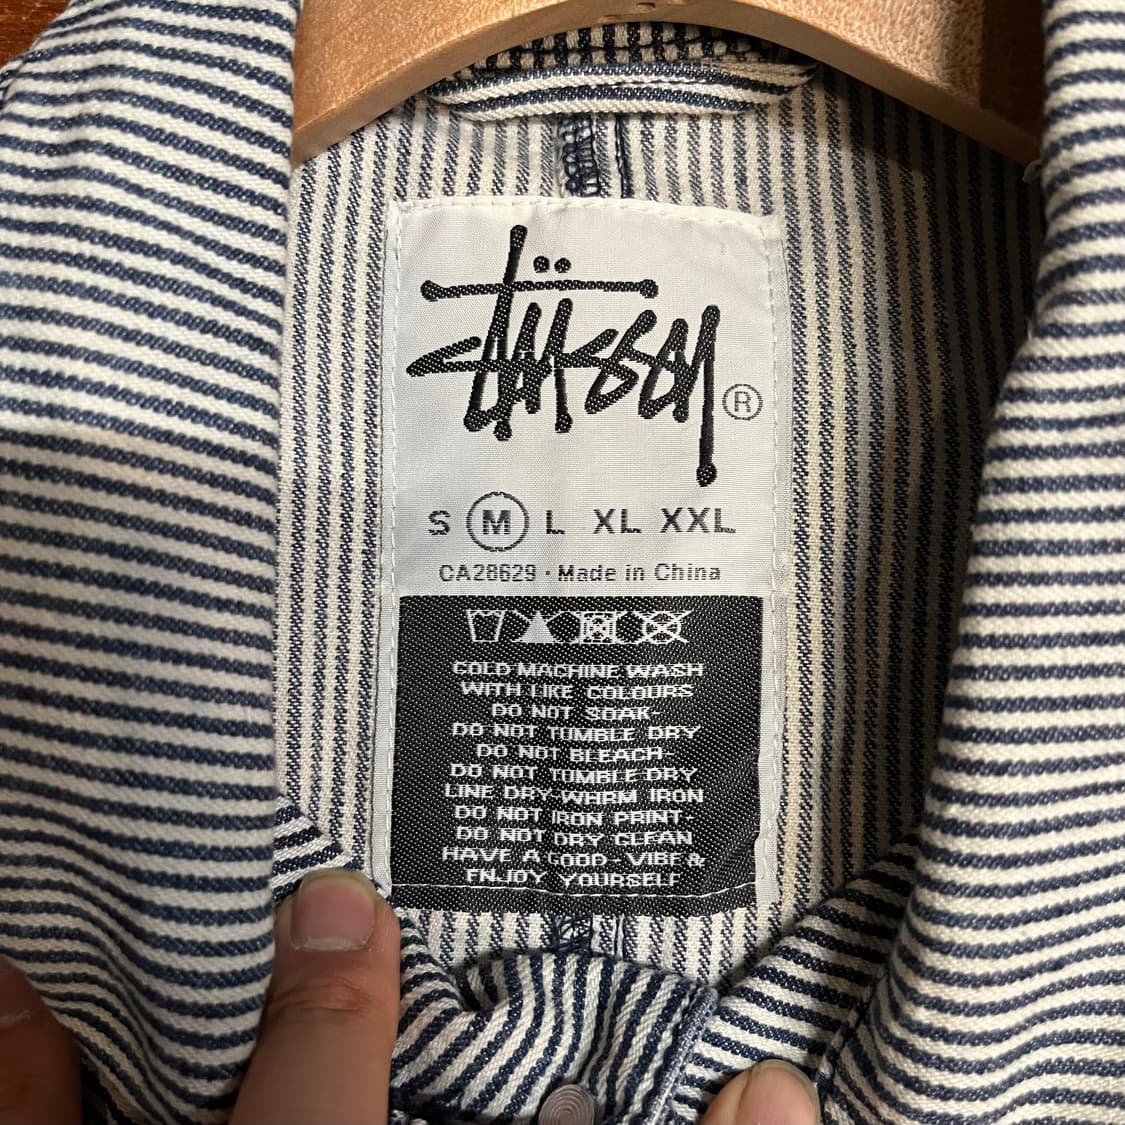 Stüssy ®
S M L XL XXL
CA28629 · Made in China
COLD MACHINE WASH
WITH LIKE COLOURS
DO NOT SOAK
DO NOT TUMBLE DRY
DO NOT BLEACH
DO NOT TUMBLE DRY
LINE DRY-WARM IRON
DO NOT IRON PRINT-
DO NOT DRY CLEAN
HAVE A GOOD-VIBE &
ENJOY YOURSELF